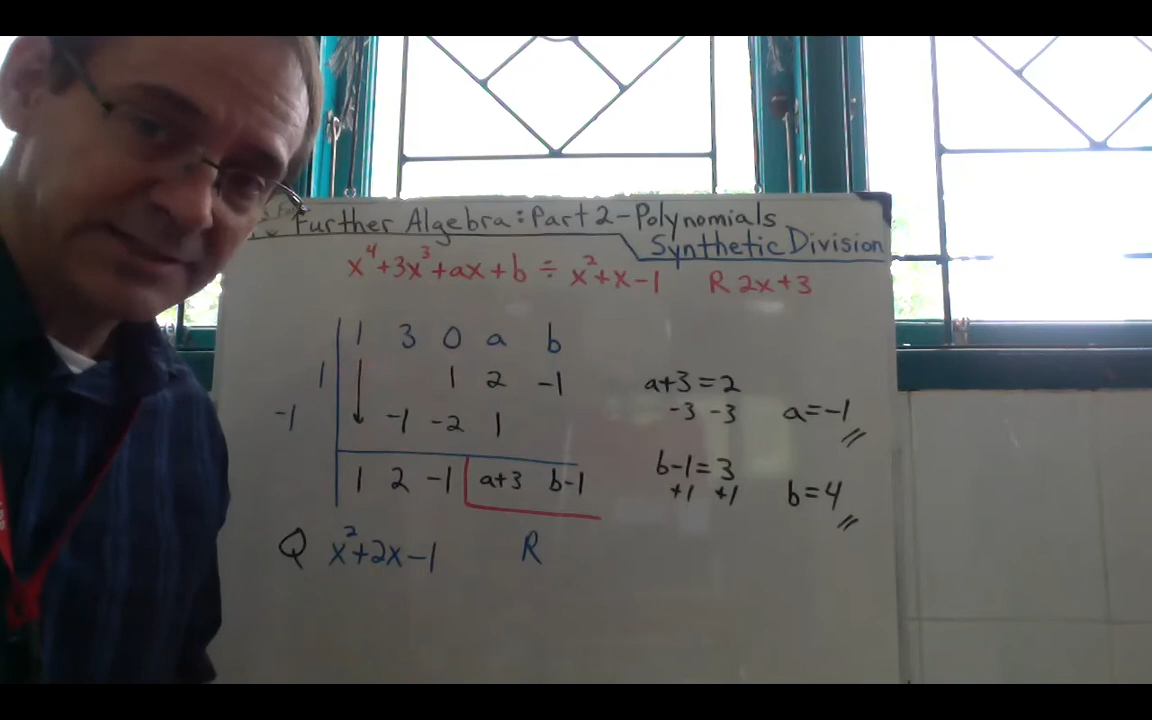 Further Algebra: Part 2 - Polynomials
Synthetic Division
x⁴+3x³+ax+b ÷ x²+x-1 R 2x+3
1 3 0 a b
1 1 2 -1
-1 -1 -2 1
1 2 -1 a+3 b-1
Q x²+2x-1 R
a+3=2
-3 -3 a=-1
b-1=3
+1 +1 b=4